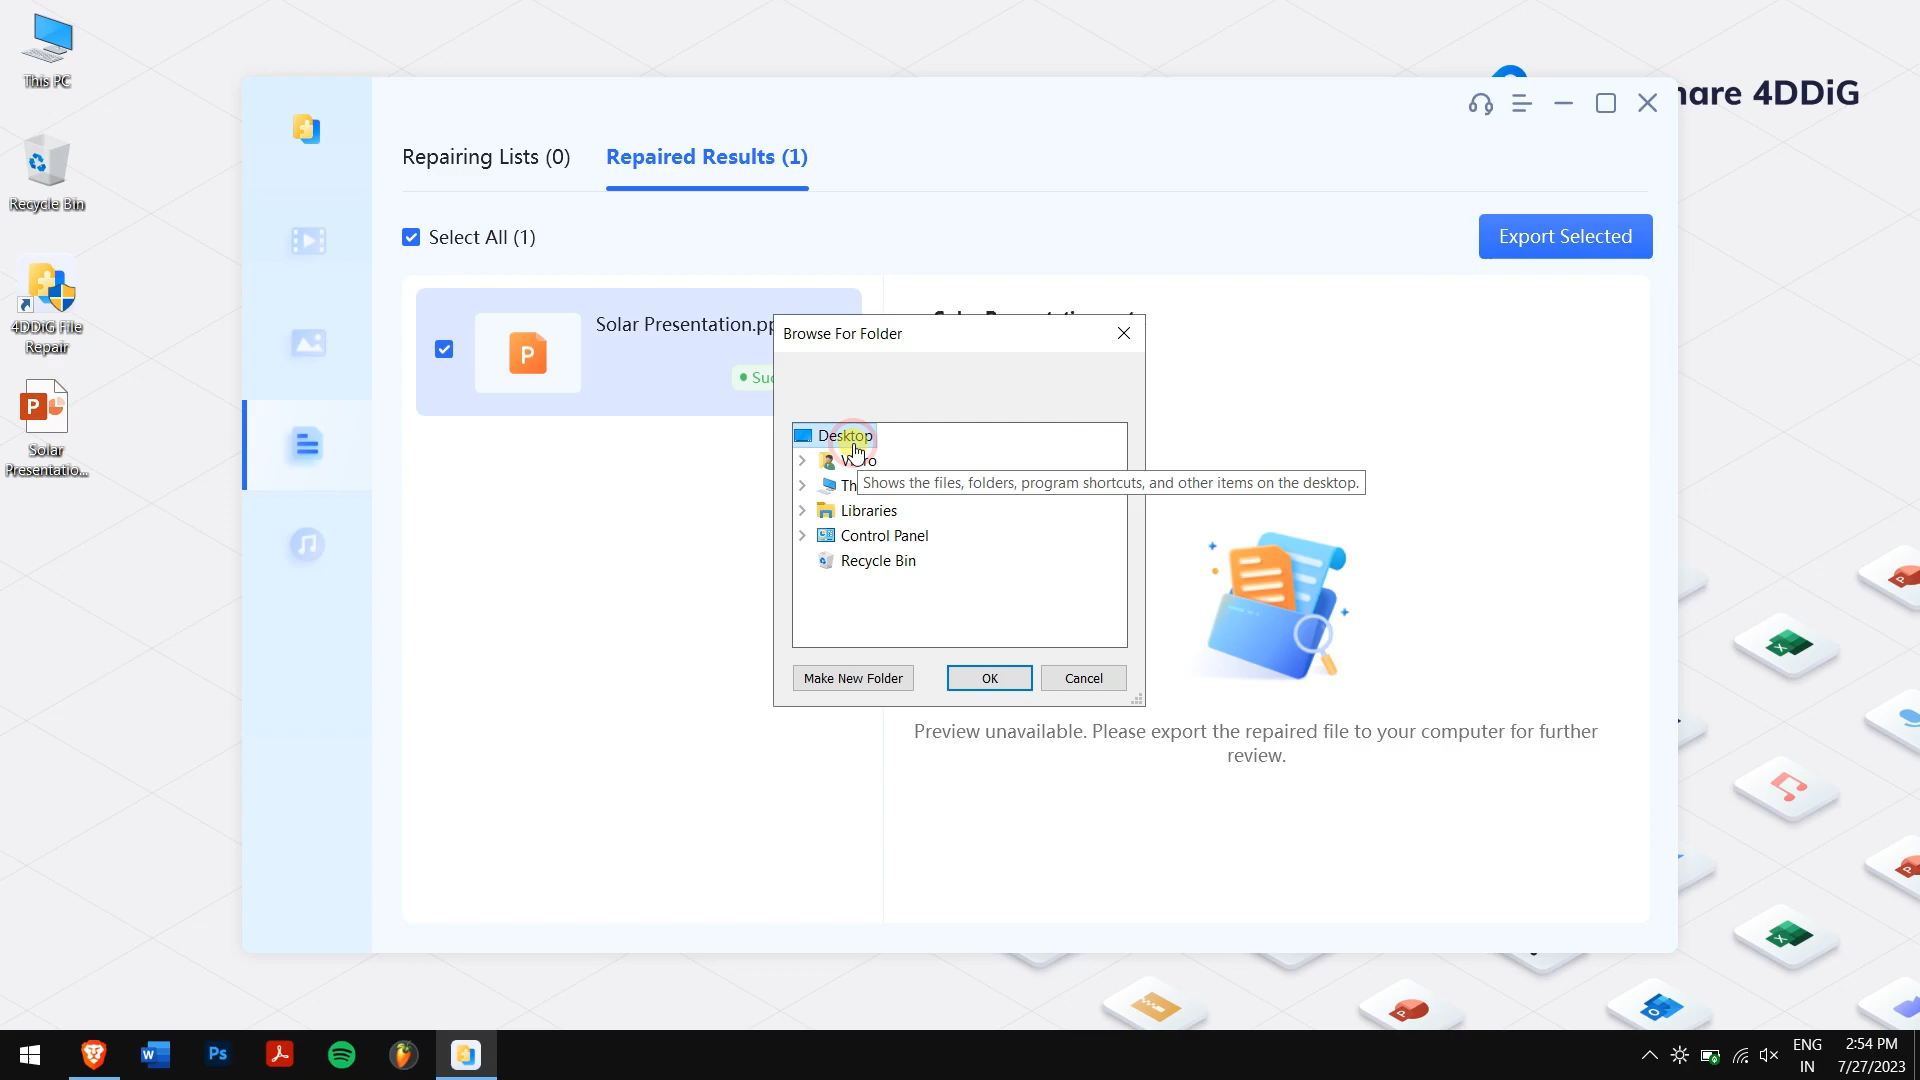 This PC
Recycle Bin
4DDiG File
Repair
Solar
Presentatio...
4DDiG
Repairing Lists (0)
Repaired Results (1)
Select All (1)
Export Selected
Solar Presentation.pp
P
Browse For Folder
Desktop
Shows the files, folders, program shortcuts, and other items on the desktop.
Libraries
Control Panel
Recycle Bin
Make New Folder
OK
Cancel
Preview unavailable. Please export the repaired file to your computer for further
review.
ENG
IN
2:54 PM
7/27/2023